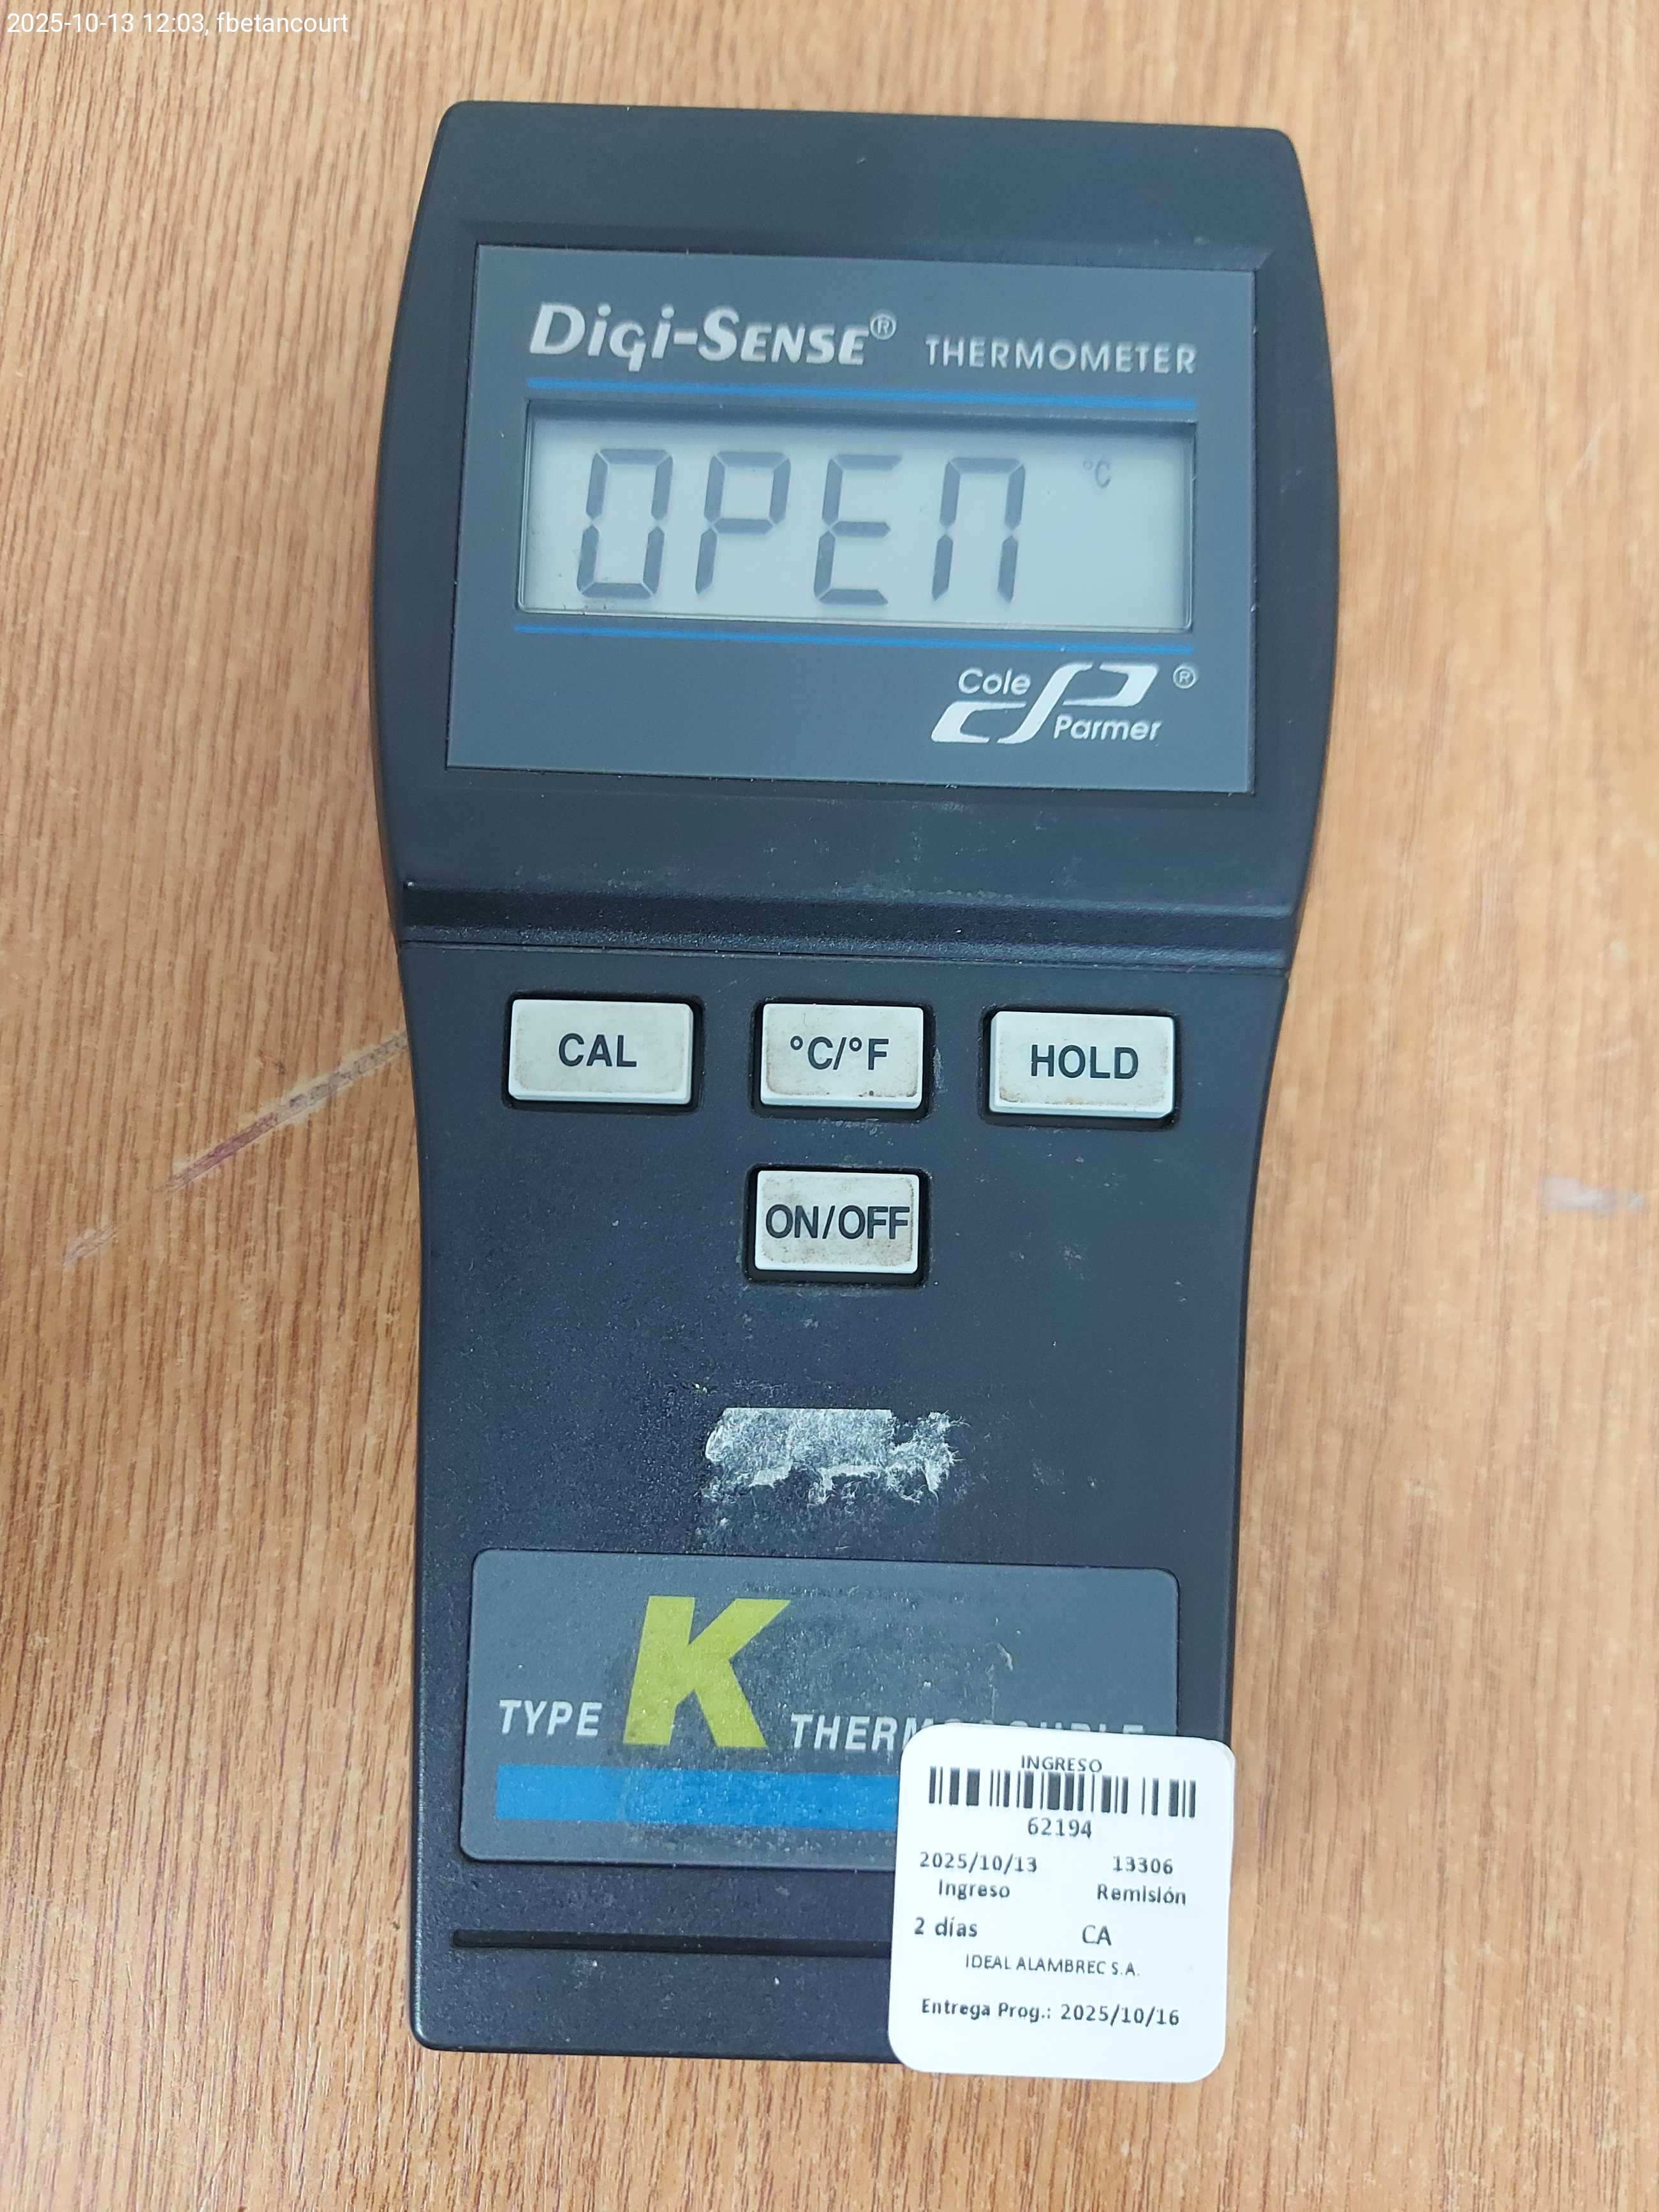 2025-10-13 12:03, fbetancourt
Digi-SENSE® THERMOMETER
OPEN °C
Cole Parmer ®
CAL °C/°F HOLD
ON/OFF
TYPE K THERMOCOUPLE
INGRESO
62194
2025/10/13 13306
Ingreso Remisión
2 días CA
IDEAL ALAMBREC S.A.
Entrega Prog.: 2025/10/16